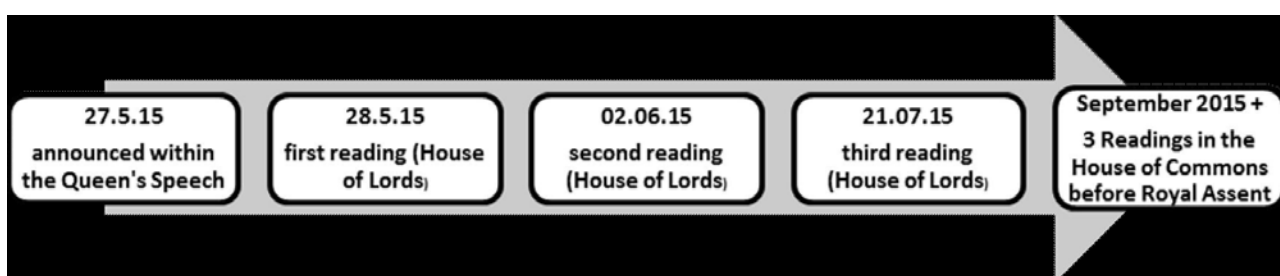 27.5.15
announced within
the Queen's Speech
28.5.15
first reading (House
of Lords)
02.06.15
second reading
(House of Lords)
21.07.15
third reading
(House of Lords)
September 2015 +
3 Readings in the
House of Commons
before Royal Assent